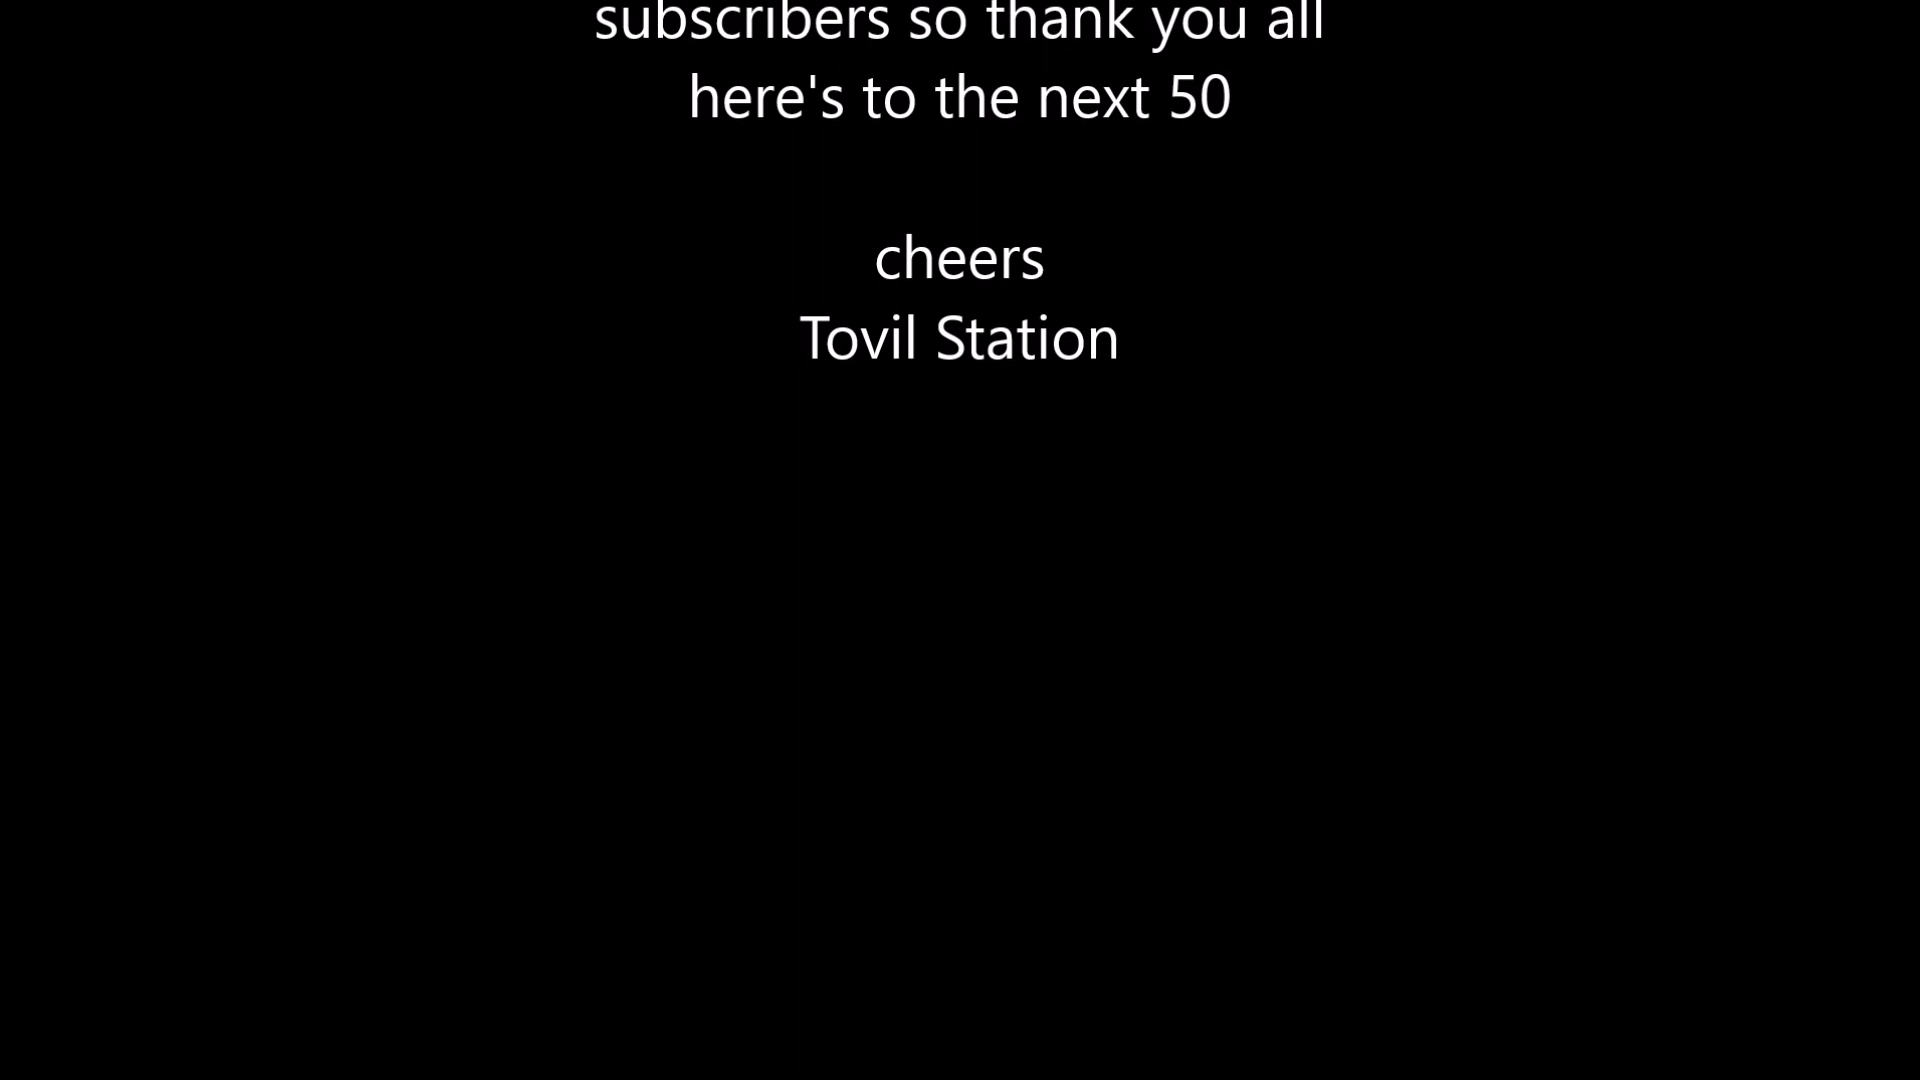 subscribers so thank you all
here's to the next 50
cheers
Tovil Station